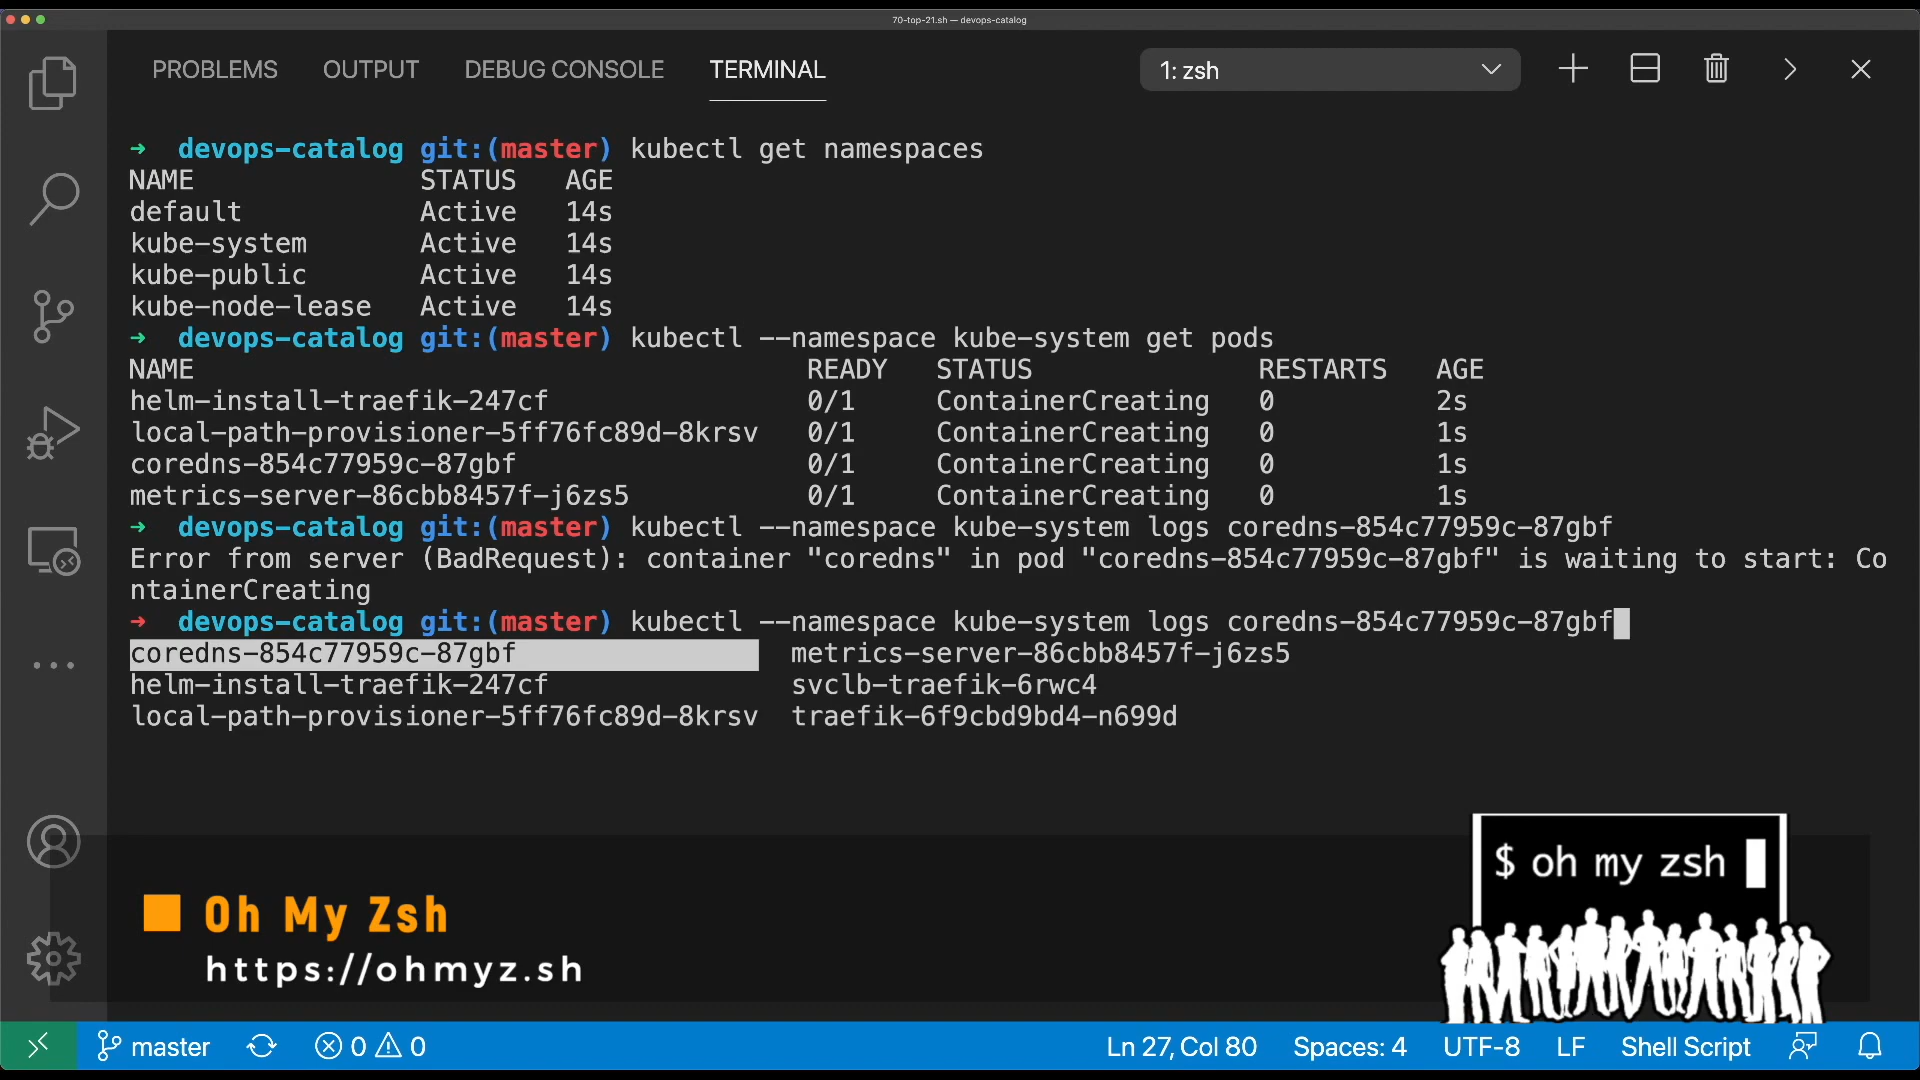 70-top-21.sh — devops-catalog
PROBLEMS OUTPUT DEBUG CONSOLE TERMINAL 1: zsh
➜ devops-catalog git:(master) kubectl get namespaces
NAME STATUS AGE
default Active 14s
kube-system Active 14s
kube-public Active 14s
kube-node-lease Active 14s
➜ devops-catalog git:(master) kubectl --namespace kube-system get pods
NAME READY STATUS RESTARTS AGE
helm-install-traefik-247cf 0/1 ContainerCreating 0 2s
local-path-provisioner-5ff76fc89d-8krsv 0/1 ContainerCreating 0 1s
coredns-854c77959c-87gbf 0/1 ContainerCreating 0 1s
metrics-server-86cbb8457f-j6zs5 0/1 ContainerCreating 0 1s
➜ devops-catalog git:(master) kubectl --namespace kube-system logs coredns-854c77959c-87gbf
Error from server (BadRequest): container "coredns" in pod "coredns-854c77959c-87gbf" is waiting to start: Co
ntainerCreating
➜ devops-catalog git:(master) kubectl --namespace kube-system logs coredns-854c77959c-87gbf
coredns-854c77959c-87gbf metrics-server-86cbb8457f-j6zs5
helm-install-traefik-247cf svclb-traefik-6rwc4
local-path-provisioner-5ff76fc89d-8krsv traefik-6f9cbd9bd4-n699d
$ oh my zsh
Oh My Zsh
https://ohmyz.sh
master 0 0 Ln 27, Col 80 Spaces: 4 UTF-8 LF Shell Script